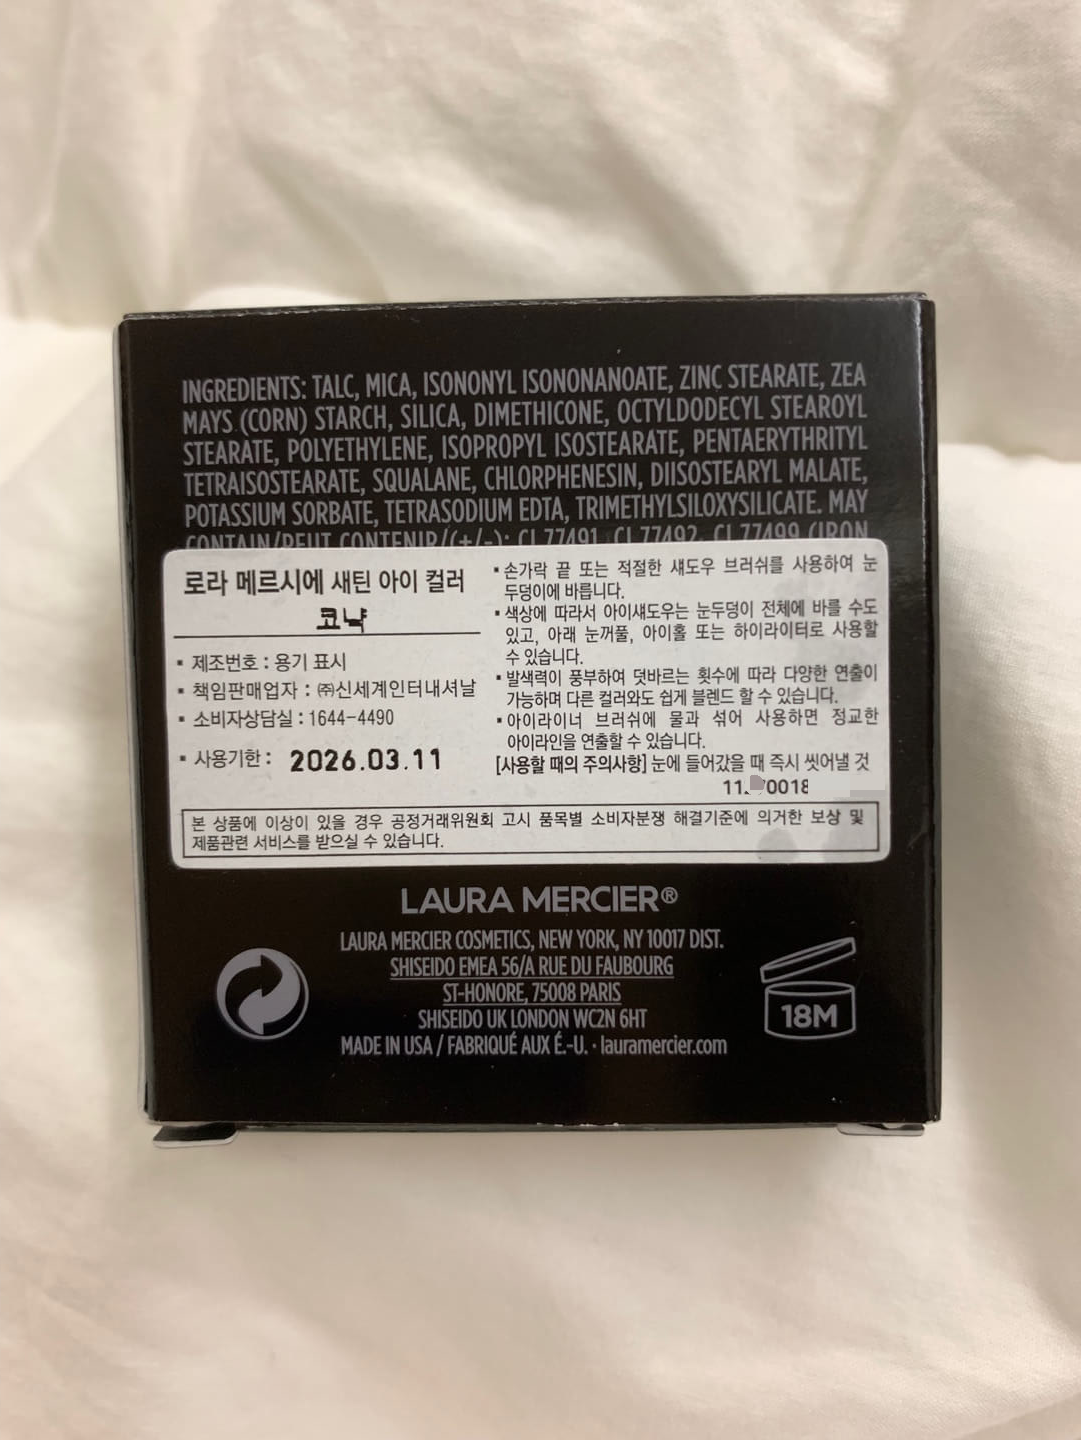 INGREDIENTS: TALC, MICA, ISONONYL ISONONANOATE, ZINC STEARATE, ZEA
MAYS (CORN) STARCH, SILICA, DIMETHICONE, OCTYLDODECYL STEAROYL
STEARATE, POLYETHYLENE, ISOPROPYL ISOSTEARATE, PENTAERYTHRITYL
TETRAISOSTEARATE, SQUALANE, CHLORPHENESIN, DIISOSTEARYL MALATE,
POTASSIUM SORBATE, TETRASODIUM EDTA, TRIMETHYLSILOXYSILICATE. MAY
CONTAIN/PEUT CONTENIR/(+/-): CI 77491, CI 77492, CI 77499 (IRON
로라 메르시에 새틴 아이 컬러
코냑
▪ 제조번호 : 용기 표시
▪ 책임판매업자 : ㈜신세계인터내셔날
▪ 소비자상담실 : 1644-4490
▪ 사용기한 : 2026.03.11
▪ 손가락 끝 또는 적절한 섀도우 브러쉬를 사용하여 눈
두덩이에 바릅니다.
▪ 색상에 따라서 아이섀도우는 눈두덩이 전체에 바를 수도
있고, 아래 눈꺼풀, 아이홀 또는 하이라이터로 사용할
수 있습니다.
▪ 발색력이 풍부하여 덧바르는 횟수에 따라 다양한 연출이
가능하며 다른 컬러와도 쉽게 블렌드 할 수 있습니다.
▪ 아이라이너 브러쉬에 물과 섞어 사용하면 정교한
아이라인을 연출할 수 있습니다.
[사용할 때의 주의사항] 눈에 들어갔을 때 즉시 씻어낼 것
본 상품에 이상이 있을 경우 공정거래위원회 고시 품목별 소비자분쟁 해결기준에 의거한 보상 및
제품관련 서비스를 받으실 수 있습니다.
LAURA MERCIER®
LAURA MERCIER COSMETICS, NEW YORK, NY 10017 DIST.
SHISEIDO EMEA 56/A RUE DU FAUBOURG
ST-HONORE, 75008 PARIS
SHISEIDO UK LONDON WC2N 6HT
MADE IN USA / FABRIQUÉ AUX É.-U. · lauramercier.com
18M